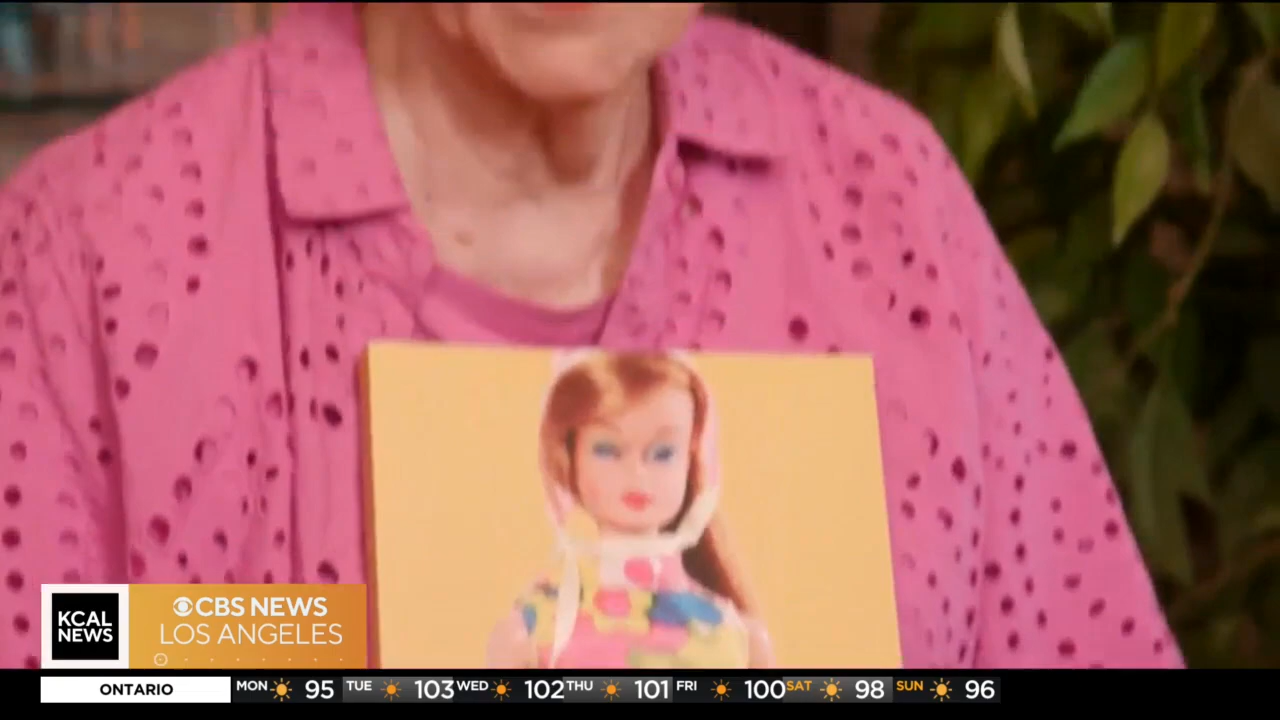 KCAL
NEWS
CBS NEWS
LOS ANGELES
ONTARIO MON 95 TUE 103 WED 102 THU 101 FRI 100 SAT 98 SUN 96